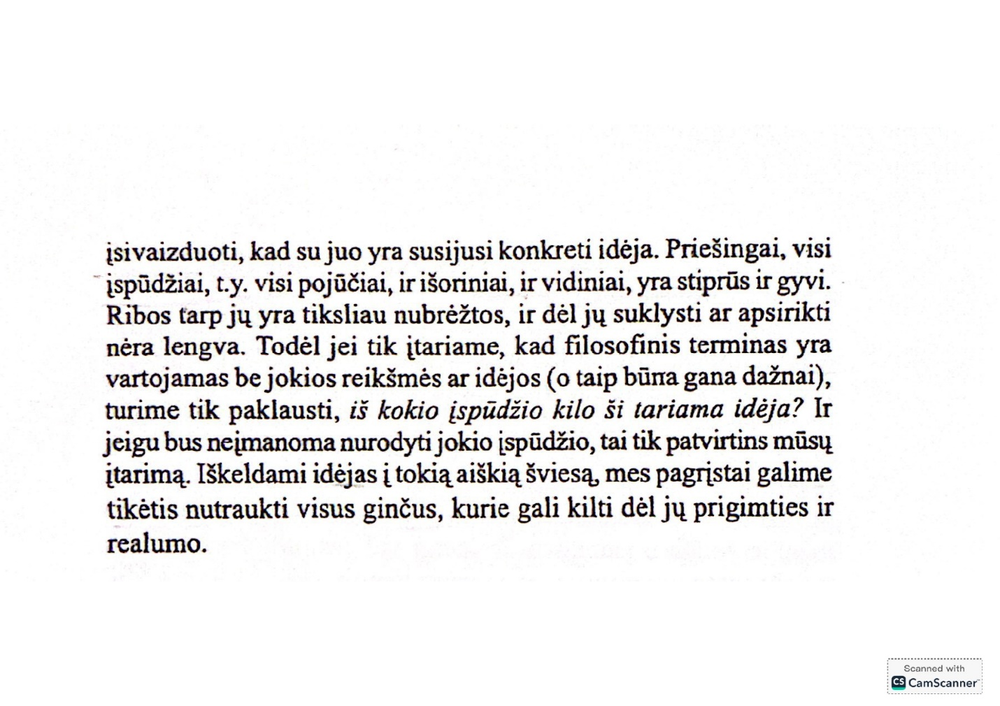 įsivaizduoti, kad su juo yra susijusi konkreti idėja. Priešingai, visi
įspūdžiai, t.y. visi pojūčiai, ir išoriniai, ir vidiniai, yra stiprūs ir gyvi.
Ribos tarp jų yra tiksliau nubrėžtos, ir dėl jų suklysti ar apsirikti
nėra lengva. Todėl jei tik įtariame, kad filosofinis terminas yra
vartojamas be jokios reikšmės ar idėjos (o taip būna gana dažnai),
turime tik paklausti, iš kokio įspūdžio kilo ši tariama idėja? Ir
jeigu bus neįmanoma nurodyti jokio įspūdžio, tai tik patvirtins mūsų
įtarimą. Iškeldami idėjas į tokią aiškią šviesą, mes pagrįstai galime
tikėtis nutraukti visus ginčus, kurie gali kilti dėl jų prigimties ir
realumo.
Scanned with
CS CamScanner